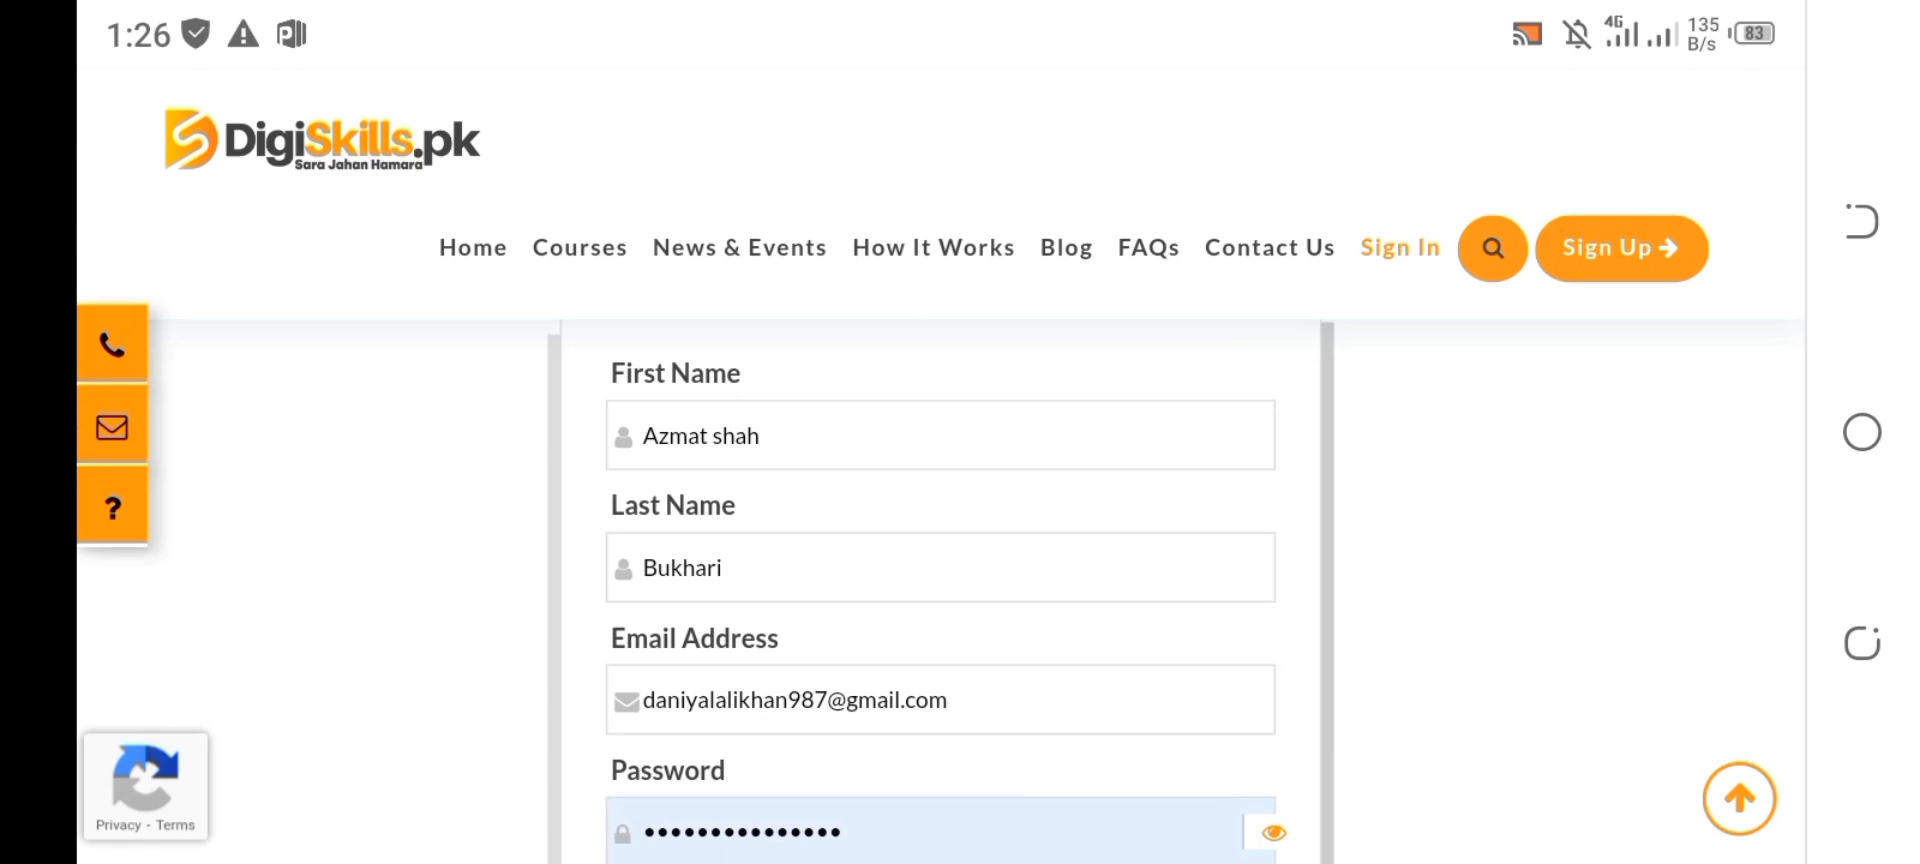 1:26
4G
135
B/s
83
DigiSkills.pk
Sara Jahan Hamara
Home Courses News & Events How It Works Blog FAQs Contact Us Sign In Sign Up
First Name
Azmat shah
Last Name
Bukhari
?
Email Address
daniyalalikhan987@gmail.com
Password
•••••••••••••••
Privacy - Terms